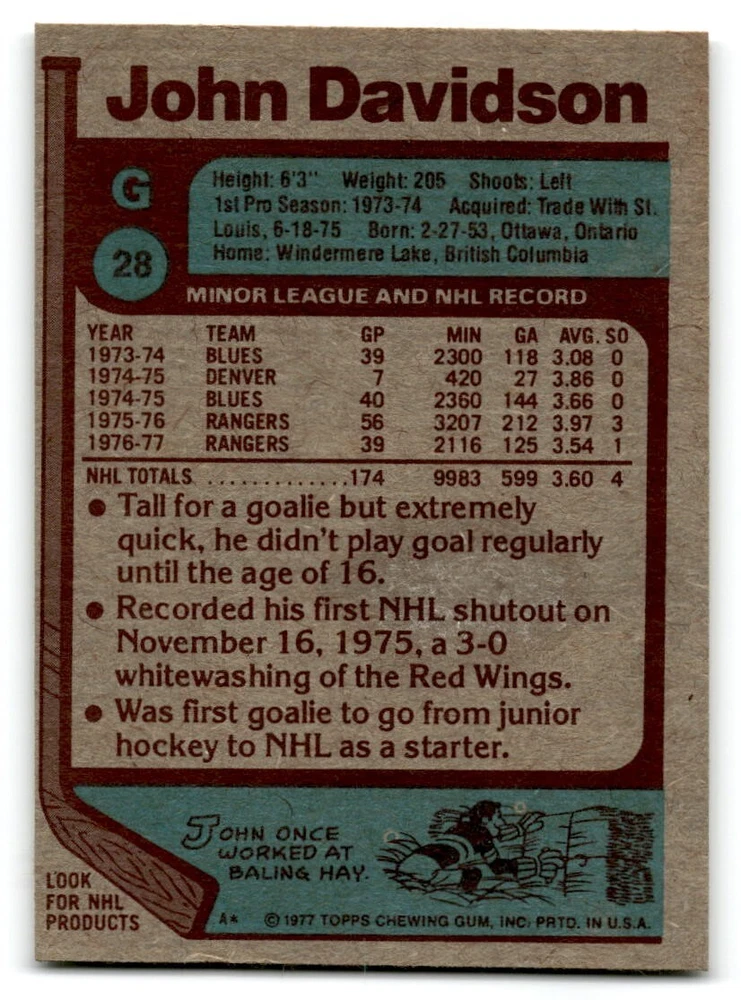 John Davidson
G
28
Height: 6'3" Weight: 205 Shoots: Left
1st Pro Season: 1973-74 Acquired: Trade With St.
Louis, 6-18-75 Born: 2-27-53, Ottawa, Ontario
Home: Windermere Lake, British Columbia
MINOR LEAGUE AND NHL RECORD
YEAR TEAM GP MIN GA AVG. SO
1973-74 BLUES 39 2300 118 3.08 0
1974-75 DENVER 7 420 27 3.86 0
1974-75 BLUES 40 2360 144 3.66 0
1975-76 RANGERS 56 3207 212 3.97 3
1976-77 RANGERS 39 2116 125 3.54 1
NHL TOTALS .............174 9983 599 3.60 4
• Tall for a goalie but extremely
quick, he didn't play goal regularly
until the age of 16.
• Recorded his first NHL shutout on
November 16, 1975, a 3-0
whitewashing of the Red Wings.
• Was first goalie to go from junior
hockey to NHL as a starter.
JOHN ONCE
WORKED AT
BALING HAY.
LOOK
FOR NHL
PRODUCTS
A* © 1977 TOPPS CHEWING GUM, INC. PRTD. IN U.S.A.